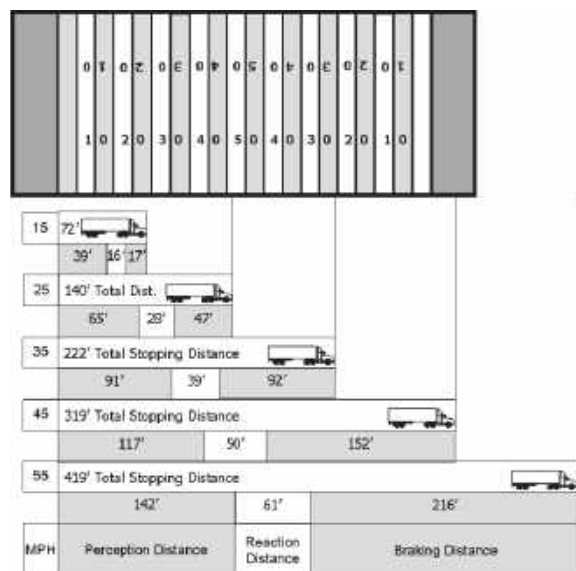 0 1 0 2 0 3 0 4 0 5 0 4 0 3 0 2 0 1
1 0 2 0 3 0 4 0 5 0 4 0 3 0 2 0 1 0
15 72'
39' 16' 17'
25 140' Total Dist.
65' 28' 47'
35 222' Total Stopping Distance
91' 39' 92'
45 319' Total Stopping Distance
117' 50' 152'
55 419' Total Stopping Distance
142' 61' 216'
MPH Perception Distance Reaction Distance Braking Distance